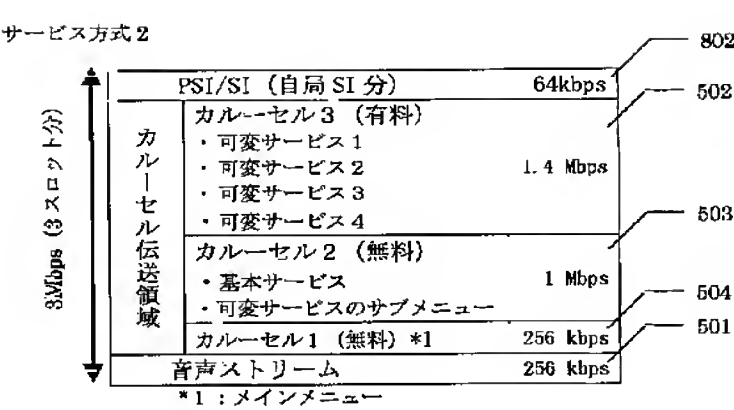 サービス方式2
802
PSI/SI (自局SI分) 64kbps
502
カルーセル3 (有料)
・可変サービス1
・可変サービス2 1.4 Mbps
・可変サービス3
・可変サービス4
503
カルーセル2 (無料)
・基本サービス 1 Mbps
・可変サービスのサブメニュー
504
カルーセル1 (無料) *1 256 kbps
501
音声ストリーム 256 kbps
カルーセル伝送領域
3Mbps (3スロット分)
*1:メインメニュー